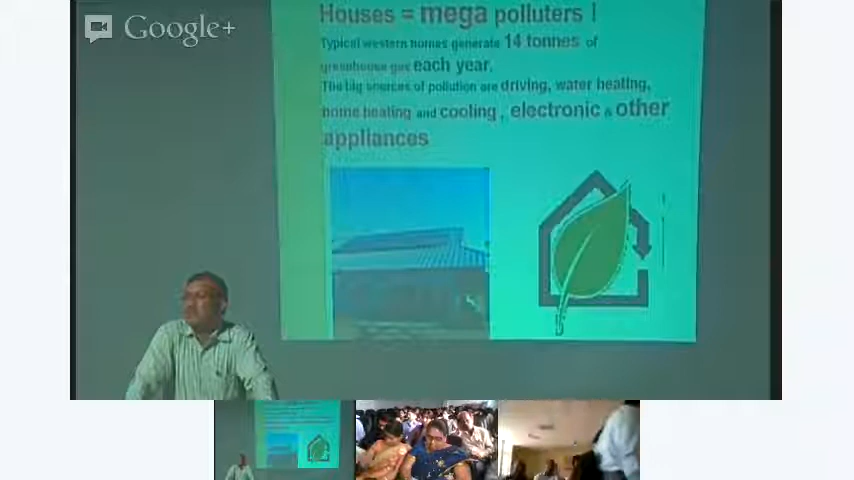 Google+
Houses = mega polluters !
Typical western homes generate 14 tonnes of
greenhouse gas each year.
The big sources of pollution are driving, water heating,
home heating and cooling , electronic & other
appliances